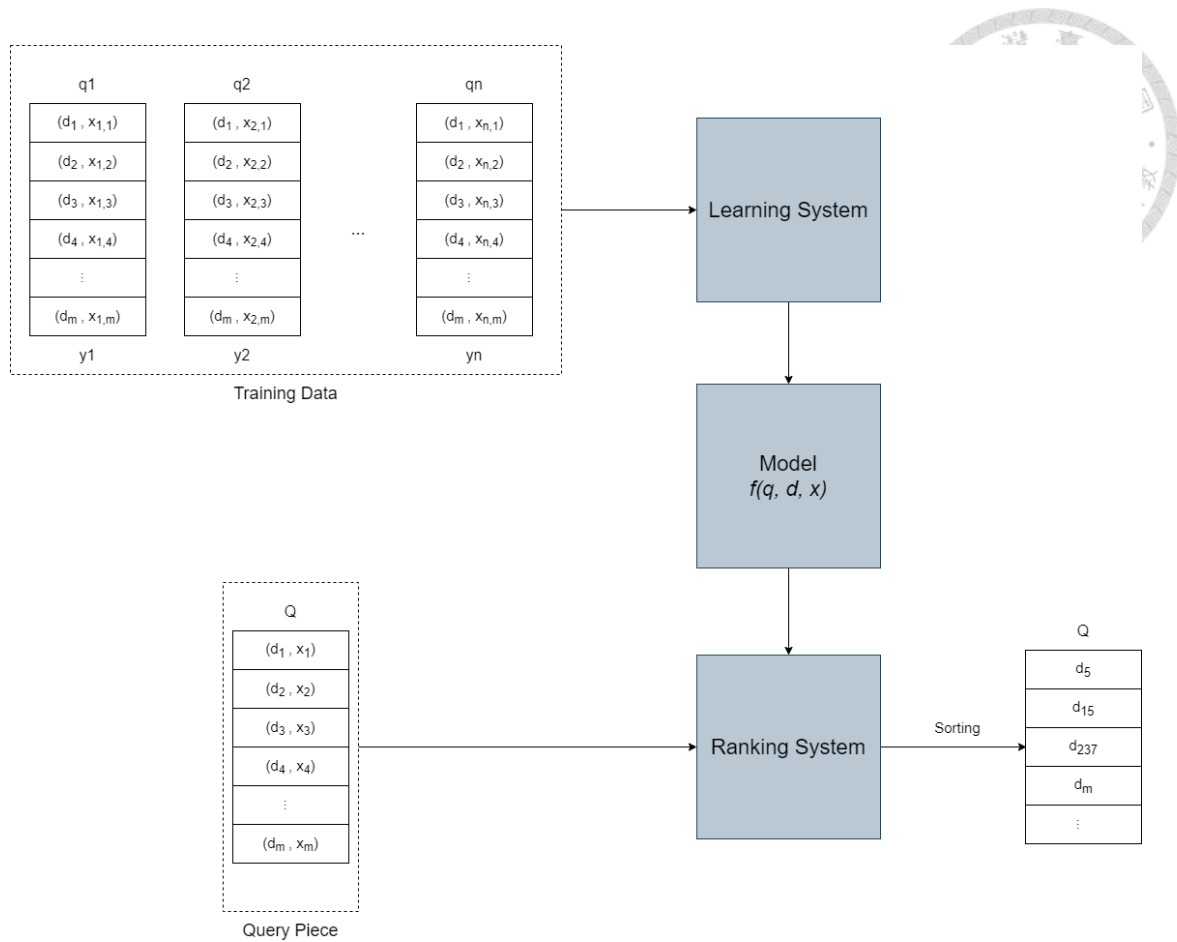 q1
(d1 , x1,1)
(d2 , x1,2)
(d3 , x1,3)
(d4 , x1,4)
⋮
(dm , x1,m)
y1
q2
(d1 , x2,1)
(d2 , x2,2)
(d3 , x2,3)
(d4 , x2,4)
⋮
(dm , x2,m)
y2
...
qn
(d1 , xn,1)
(d2 , xn,2)
(d3 , xn,3)
(d4 , xn,4)
⋮
(dm , xn,m)
yn
Training Data
Learning System
Model
f(q, d, x)
Q
(d1 , x1)
(d2 , x2)
(d3 , x3)
(d4 , x4)
⋮
(dm , xm)
Query Piece
Ranking System
Sorting
Q
d5
d15
d237
dm
⋮